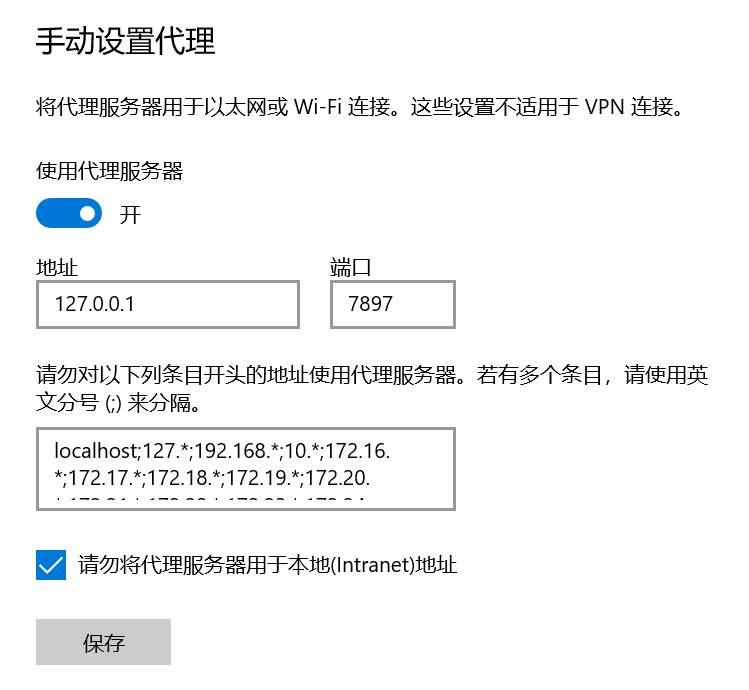 手动设置代理
将代理服务器用于以太网或 Wi-Fi 连接。这些设置不适用于 VPN 连接。
使用代理服务器
开
地址
端口
127.0.0.1
7897
请勿对以下列条目开头的地址使用代理服务器。若有多个条目，请使用英
文分号 (;) 来分隔。
localhost;127.*;192.168.*;10.*;172.16.
*;172.17.*;172.18.*;172.19.*;172.20.
请勿将代理服务器用于本地(Intranet)地址
保存